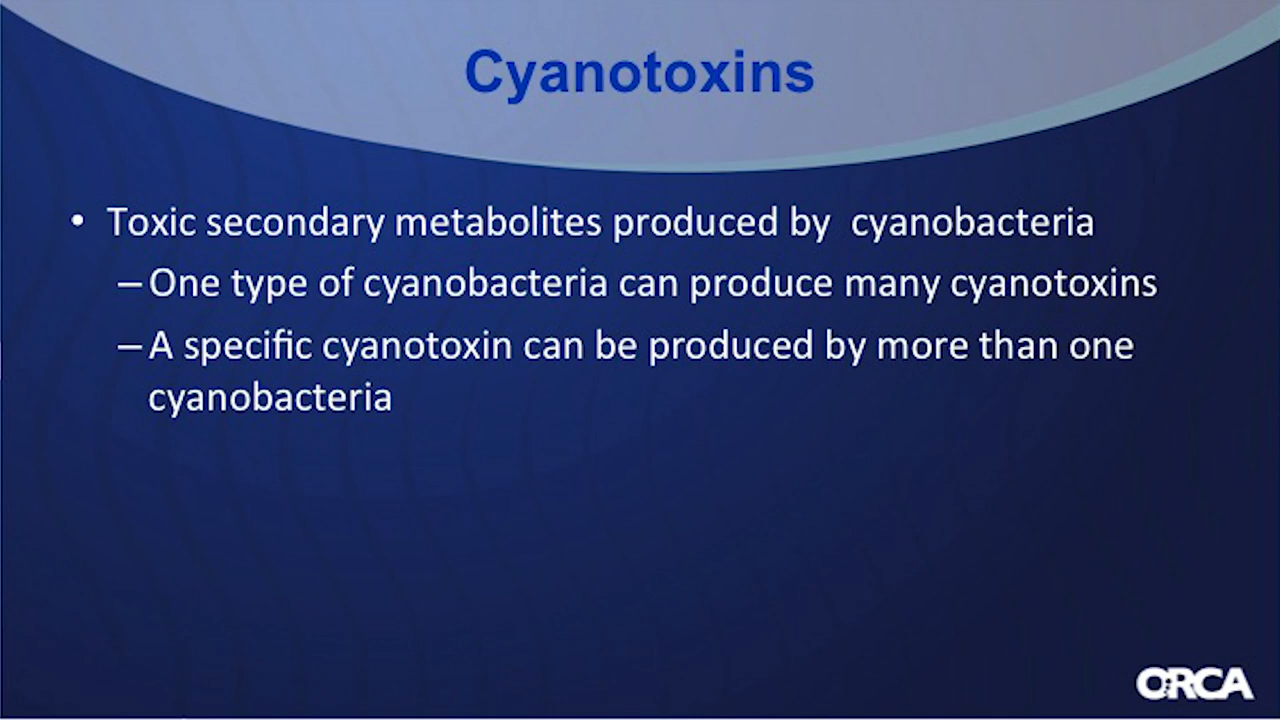 Cyanotoxins
• Toxic secondary metabolites produced by  cyanobacteria
– One type of cyanobacteria can produce many cyanotoxins
– A specific cyanotoxin can be produced by more than one
cyanobacteria
ORCA